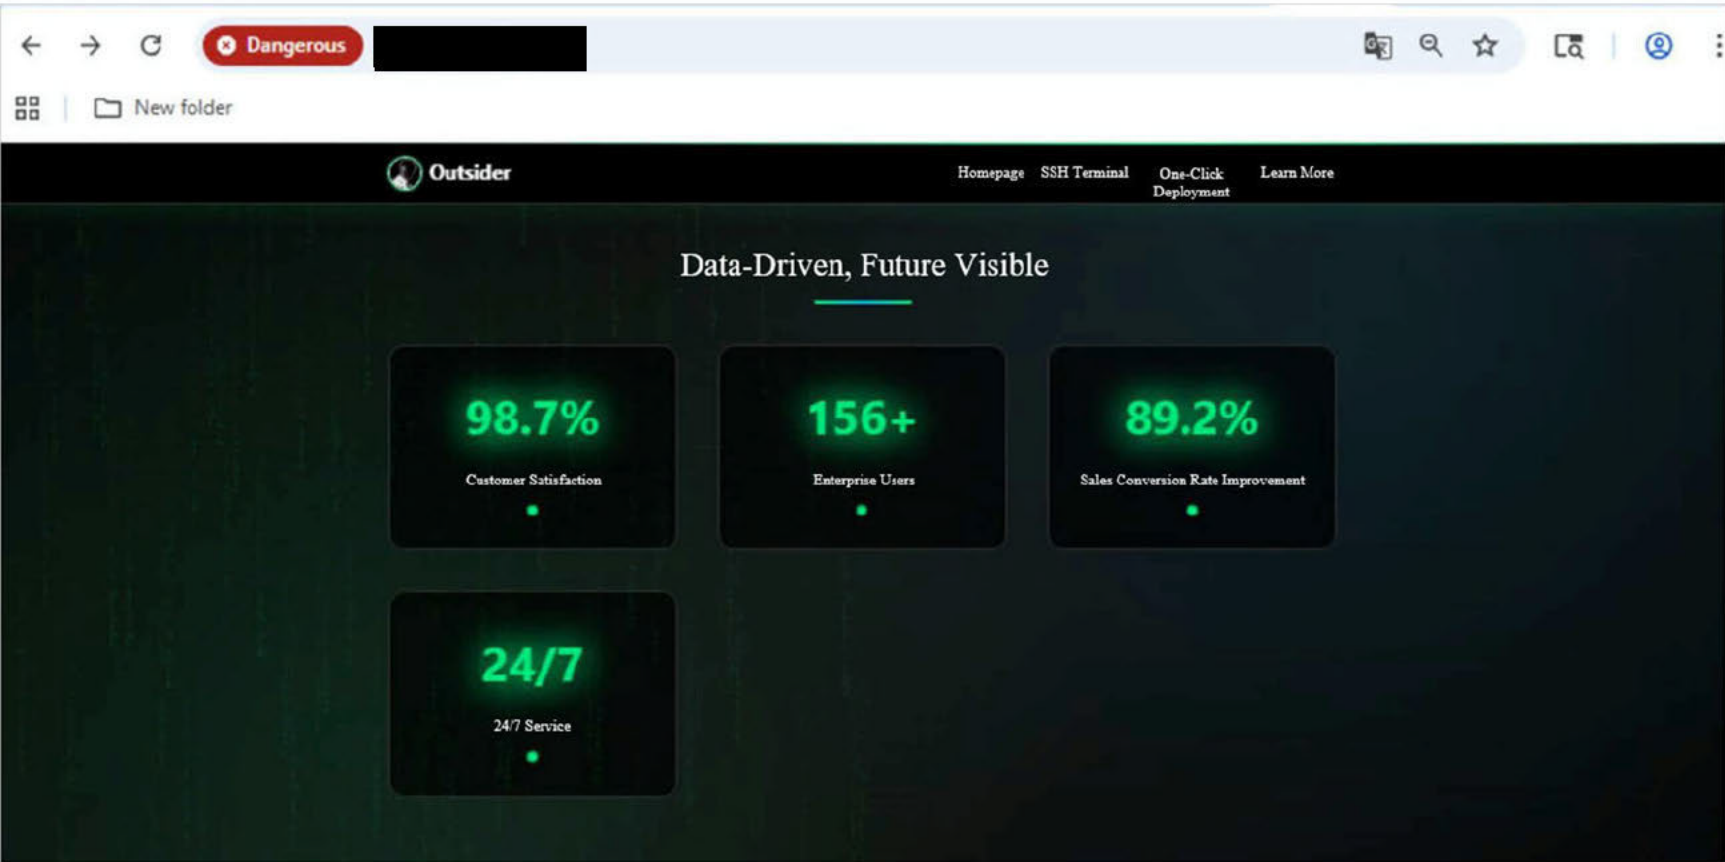 Dangerous
New folder
Outsider
Homepage
SSH Terminal
One-Click
Deployment
Learn More
Data-Driven, Future Visible
98.7%
Customer Satisfaction
156+
Enterprise Users
89.2%
Sales Conversion Rate Improvement
24/7
24/7 Service